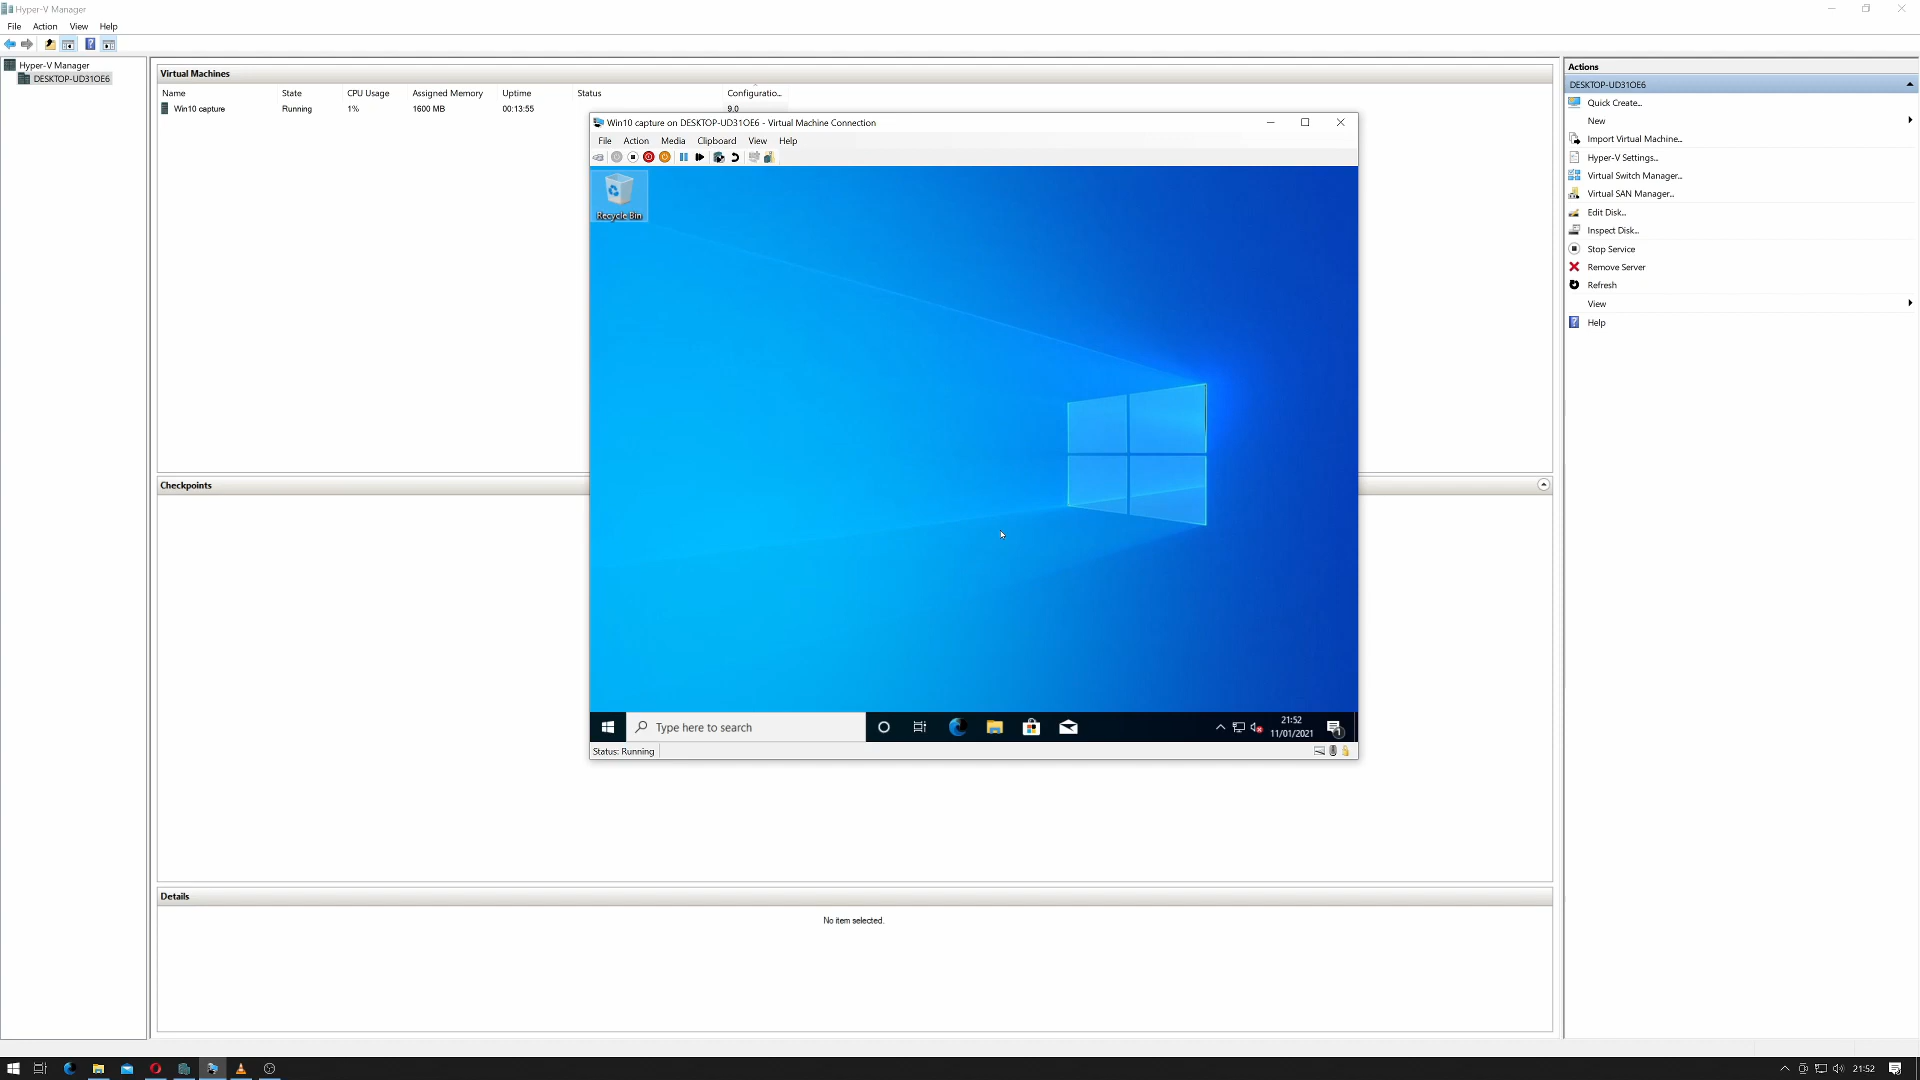 Hyper-V Manager
File Action View Help
Hyper-V Manager
DESKTOP-UD31OE6
Virtual Machines
Name State CPU Usage Assigned Memory Uptime Status Configuratio...
Win10 capture Running 1% 1600 MB 00:13:55 9.0
Win10 capture on DESKTOP-UD31OE6 - Virtual Machine Connection
File Action Media Clipboard View Help
Recycle Bin
Type here to search
21:52
11/01/2021
1
Status: Running
Checkpoints
Details
No item selected.
Actions
DESKTOP-UD31OE6
Quick Create...
New
Import Virtual Machine...
Hyper-V Settings...
Virtual Switch Manager...
Virtual SAN Manager...
Edit Disk...
Inspect Disk...
Stop Service
Remove Server
Refresh
View
Help
21:52